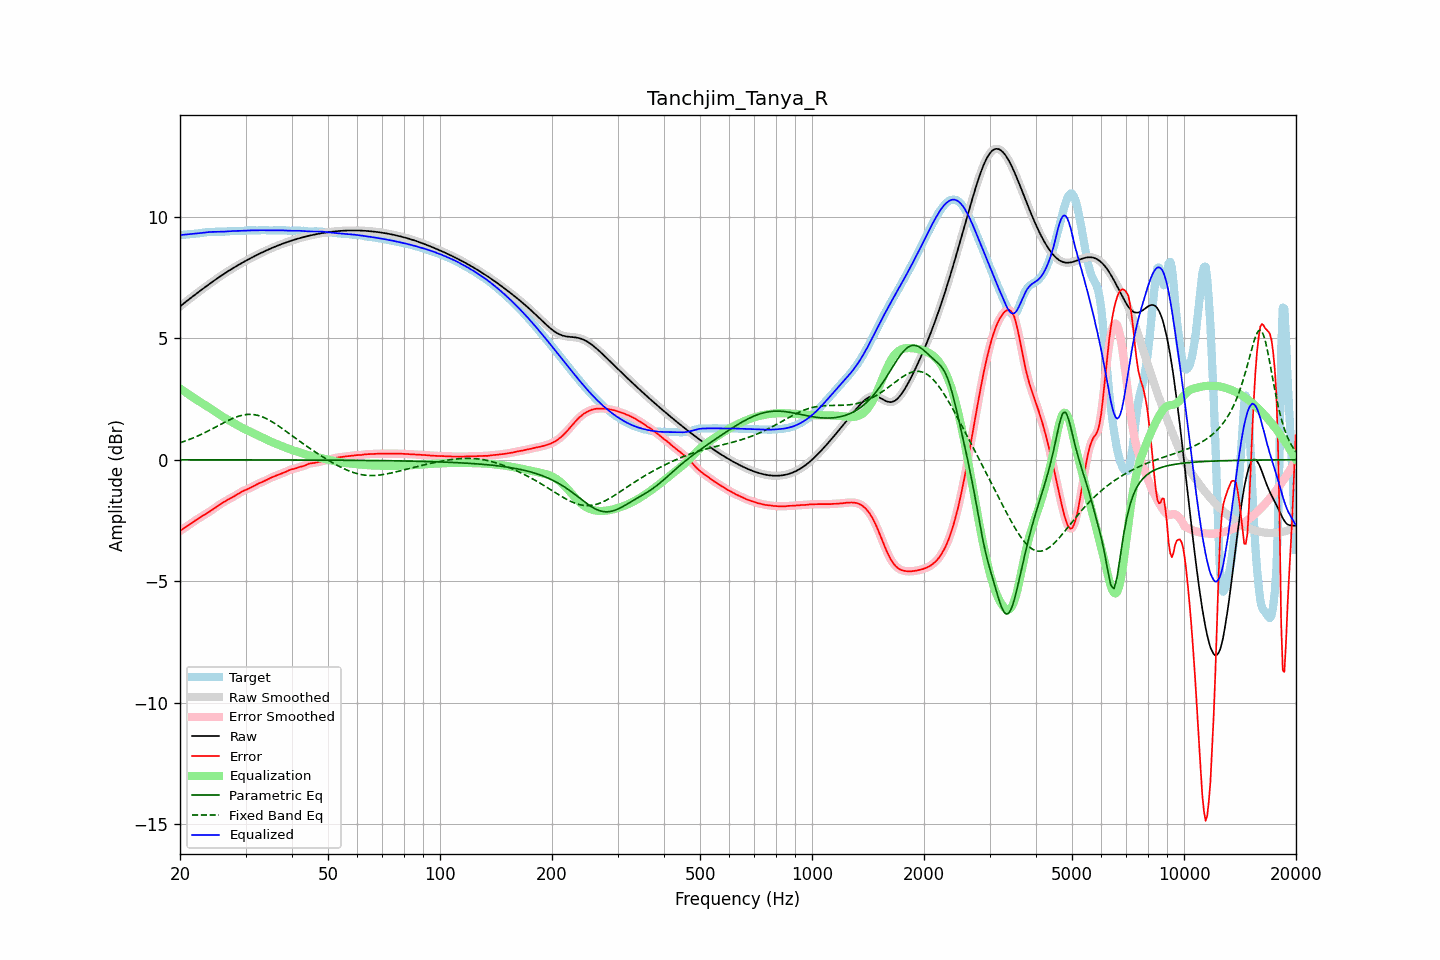 Tanchjim_Tanya_R
Amplitude (dBr)
10
5
0
−5
−10
−15
Target
Raw Smoothed
Error Smoothed
Raw
Error
Equalization
Parametric Eq
Fixed Band Eq
Equalized
20 50 100 200 500 1000 2000 5000 10000 20000
Frequency (Hz)